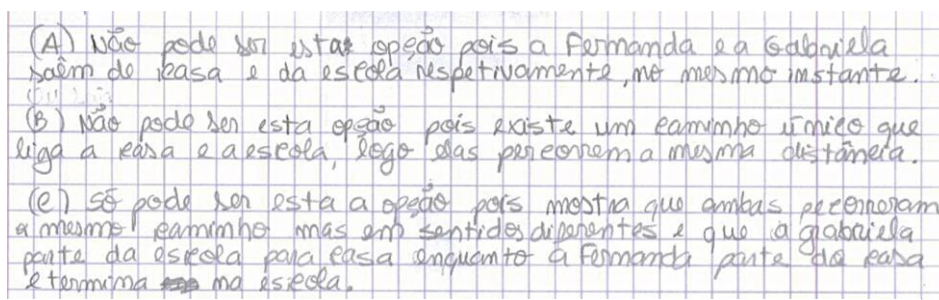 (A) Não pode ser esta opção pois a Fernanda e a Gabriela
saêm de casa e da escola respetivamente, no mesmo instante.
(B) Não pode ser esta opção pois existe um caminho único que
liga a casa e a escola, logo elas percorrem a mesma distância.
(C) só pode ser esta a opção pois mostra que ambas percorreram
o mesmo caminho mas em sentidos diferentes e que a gabriela
parte da escola para casa enquanto a Fernanda parte da casa
e termina na escola.